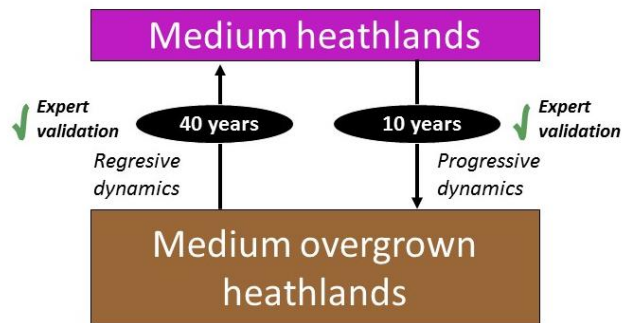 Medium heathlands
Expert
validation
40 years
10 years
Expert
validation
Regresive
dynamics
Progressive
dynamics
Medium overgrown
heathlands